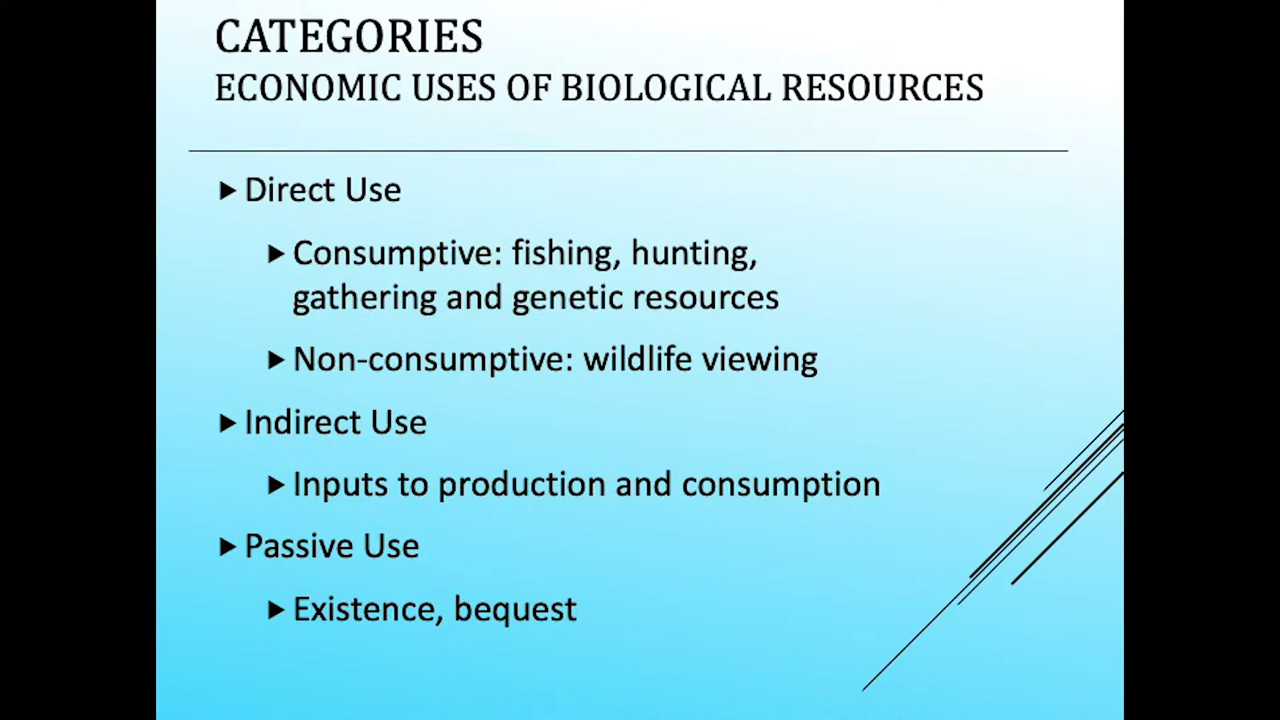 CATEGORIES
ECONOMIC USES OF BIOLOGICAL RESOURCES
Direct Use
Consumptive: fishing, hunting,
gathering and genetic resources
Non-consumptive: wildlife viewing
Indirect Use
Inputs to production and consumption
Passive Use
Existence, bequest